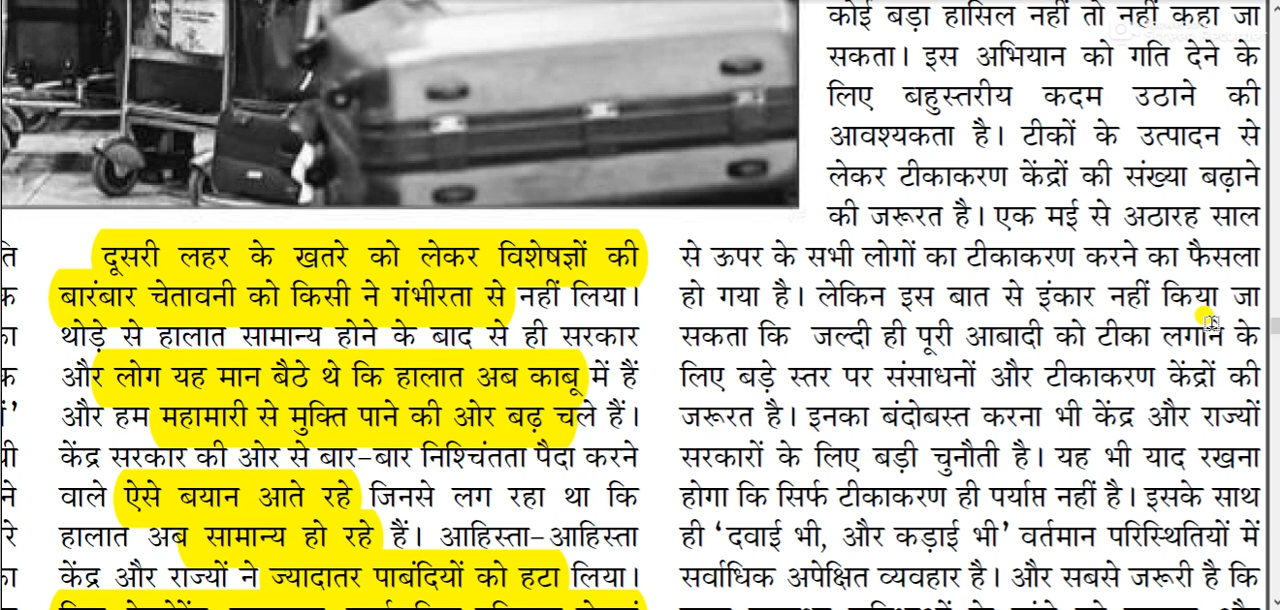 दूसरी लहर के खतरे को लेकर विशेषज्ञों की
बारंबार चेतावनी को किसी ने गंभीरता से नहीं लिया।
थोड़े से हालात सामान्य होने के बाद से ही सरकार
और लोग यह मान बैठे थे कि हालात अब काबू में हैं
और हम महामारी से मुक्ति पाने की ओर बढ़ चले हैं।
केंद्र सरकार की ओर से बार-बार निश्चिंतता पैदा करने
वाले ऐसे बयान आते रहे जिनसे लग रहा था कि
हालात अब सामान्य हो रहे हैं। आहिस्ता-आहिस्ता
केंद्र और राज्यों ने ज्यादातर पाबंदियों को हटा लिया।
कोई बड़ा हासिल नहीं तो नहीं कहा जा
सकता। इस अभियान को गति देने के
लिए बहुस्तरीय कदम उठाने की
आवश्यकता है। टीकों के उत्पादन से
लेकर टीकाकरण केंद्रों की संख्या बढ़ाने
की जरूरत है। एक मई से अठारह साल
से ऊपर के सभी लोगों का टीकाकरण करने का फैसला
हो गया है। लेकिन इस बात से इंकार नहीं किया जा
सकता कि जल्दी ही पूरी आबादी को टीका लगाने के
लिए बड़े स्तर पर संसाधनों और टीकाकरण केंद्रों की
जरूरत है। इनका बंदोबस्त करना भी केंद्र और राज्यों
सरकारों के लिए बड़ी चुनौती है। यह भी याद रखना
होगा कि सिर्फ टीकाकरण ही पर्याप्त नहीं है। इसके साथ
ही ‘दवाई भी, और कड़ाई भी’ वर्तमान परिस्थितियों में
सर्वाधिक अपेक्षित व्यवहार है। और सबसे जरूरी है कि